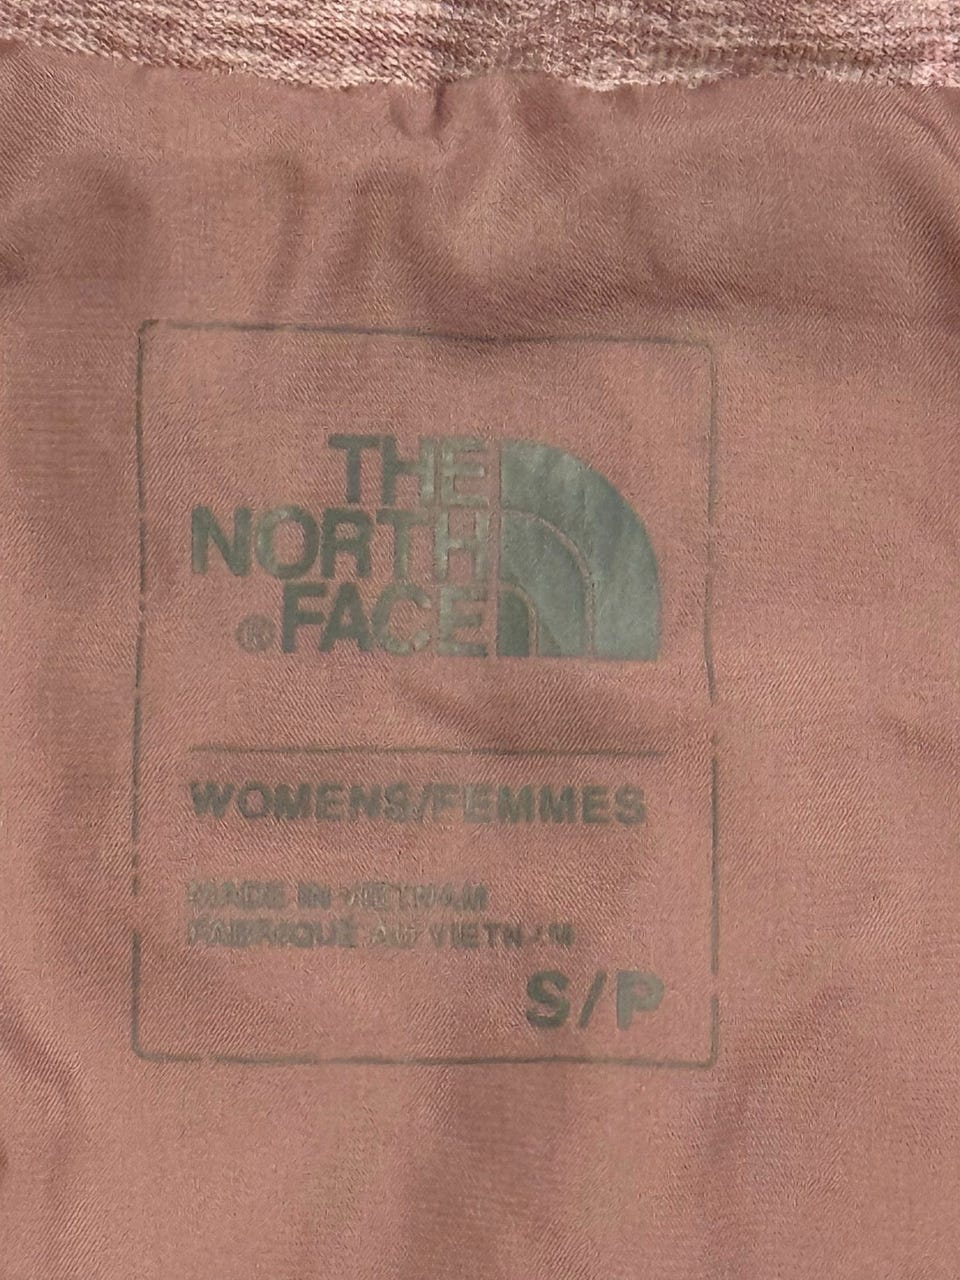 THE
NORTH
®FACE
WOMENS/FEMMES
MADE IN VIETNAM
FABRIQUÉ AU VIETNAM
S/P